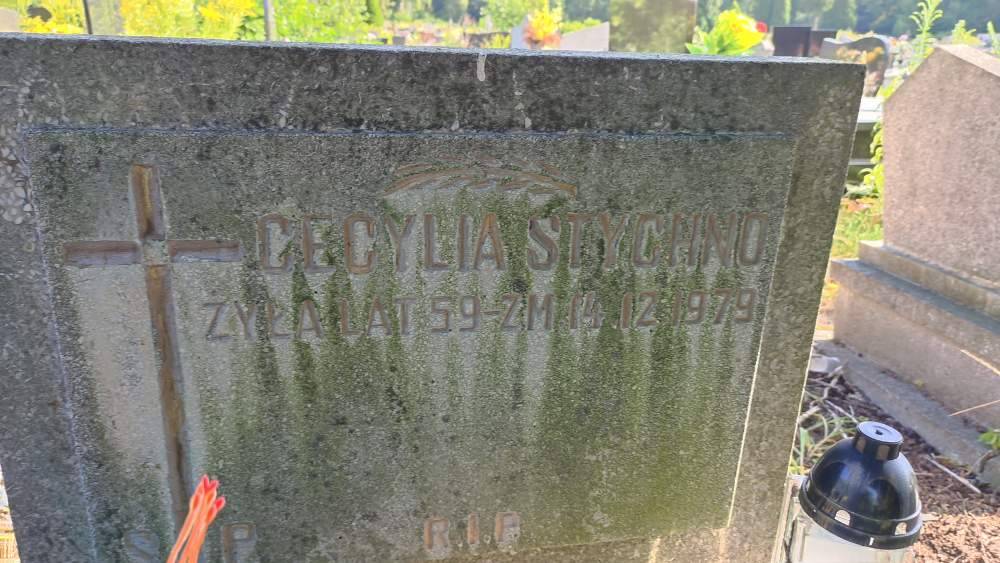 CECYLIA STYCHNO
ŻYŁA LAT 59-ZM 14 12 1979
Ś P R.I.P